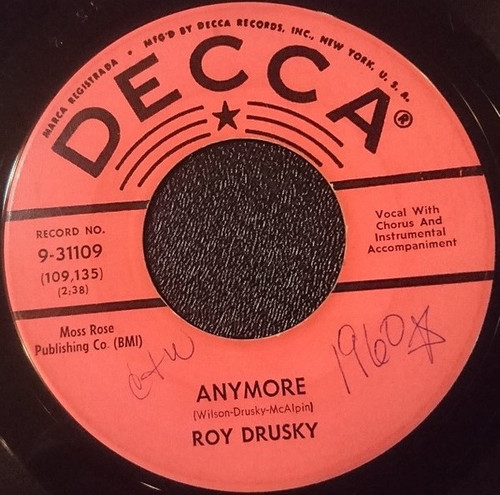 MARCA REGISTRADA • MFG'D BY DECCA RECORDS, INC., NEW YORK, U. S. A.
DECCA®
RECORD NO.
9-31109
(109,135)
(2:38)
Vocal With
Chorus And
Instrumental
Accompaniment
Moss Rose
Publishing Co. (BMI)
c+w
1960
ANYMORE
(Wilson-Drusky-McAlpin)
ROY DRUSKY